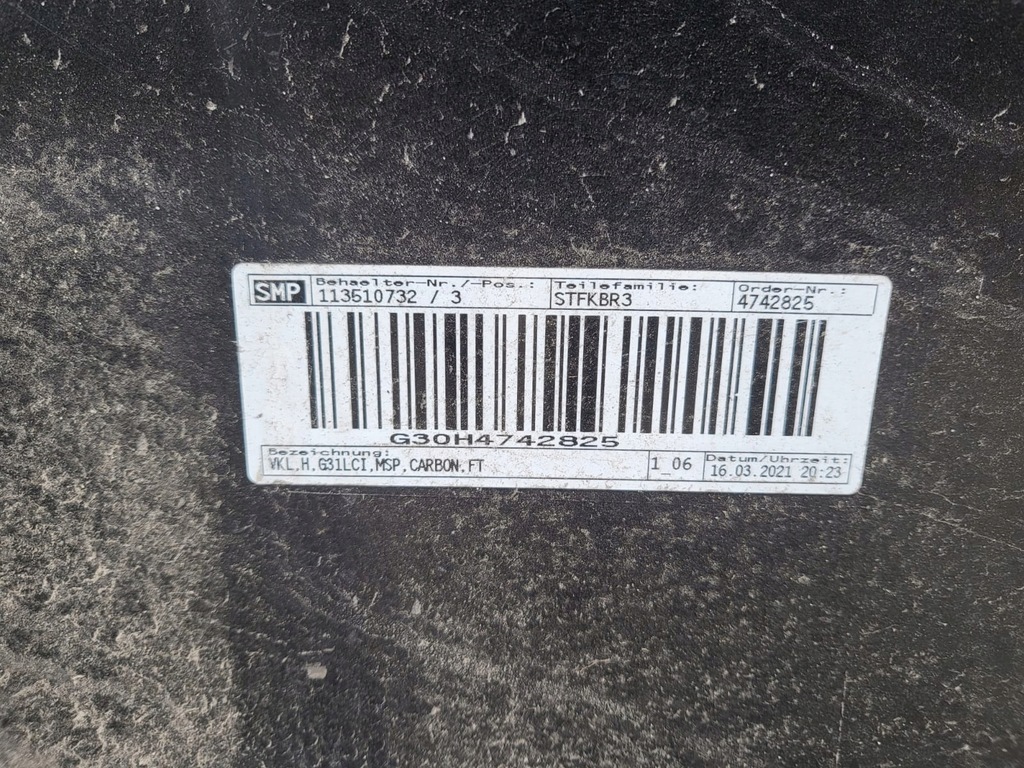 SMP Behaelter-Nr./-Pos.: Teilefamilie: Order-Nr.:
113510732 / 3 STFKBR3 4742825
G30H4742825
Bezeichnung: Datum/Uhrzeit:
VKL,H,G31LCI,MSP,CARBON,FT 1_06 16.03.2021 20:23